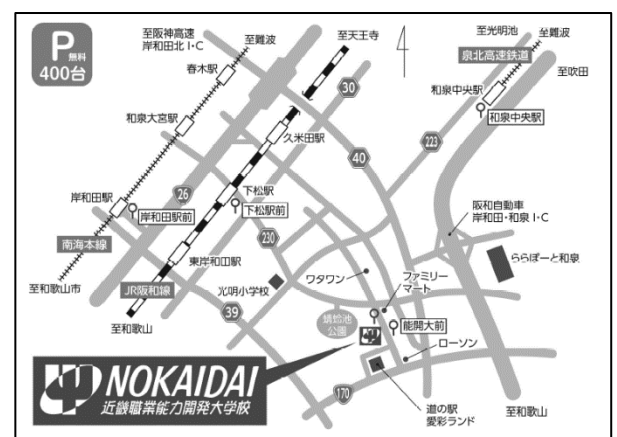 P 無料
400台
至阪神高速
岸和田北I・C
至難波
至天王寺
至光明池
至難波
泉北高速鉄道
至吹田
春木駅
30
和泉中央駅
和泉中央駅
和泉大宮駅
久米田駅
40
223
26
下松駅
下松駅前
岸和田駅
岸和田駅前
阪和自動車
岸和田・和泉I・C
230
南海本線
東岸和田駅
ららぽーと和泉
ワタワン
ファミリー
マート
至和歌山市
JR阪和線
光明小学校
39
蜻蛉池
公園
能開大前
至和歌山
ローソン
NOKAIDAI
近畿職業能力開発大学校
170
道の駅
愛彩ランド
至和歌山